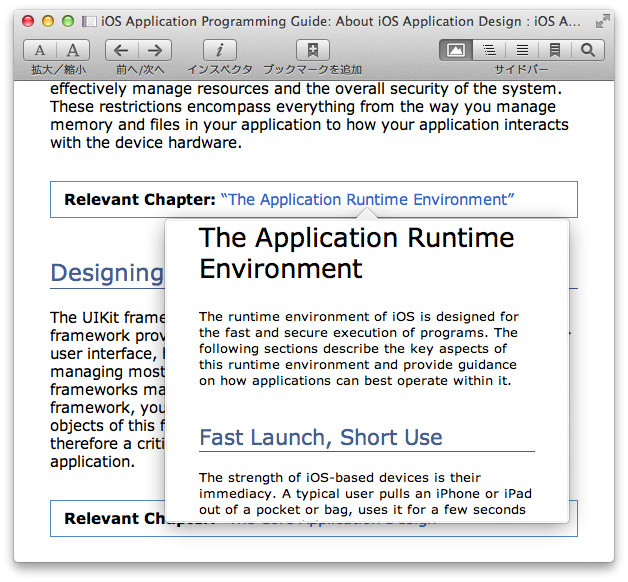 iOS Application Programming Guide: About iOS Application Design : iOS A...
A A
拡大／縮小
前へ/次へ
i
インスペクタ
ブックマークを追加
サイドバー
effectively manage resources and the overall security of the system.
These restrictions encompass everything from the way you manage
memory and files in your application to how your application interacts
with the device hardware.
Relevant Chapter: “The Application Runtime Environment”
The Application Runtime
Environment
The runtime environment of iOS is designed for
the fast and secure execution of programs. The
following sections describe the key aspects of
this runtime environment and provide guidance
on how applications can best operate within it.
Fast Launch, Short Use
The strength of iOS-based devices is their
immediacy. A typical user pulls an iPhone or iPad
out of a pocket or bag, uses it for a few seconds
Designing
The UIKit frame
framework prov
user interface,
managing most
frameworks ma
framework, you
objects of this f
therefore a criti
application.
Relevant Chapter: “The Core Application Design”